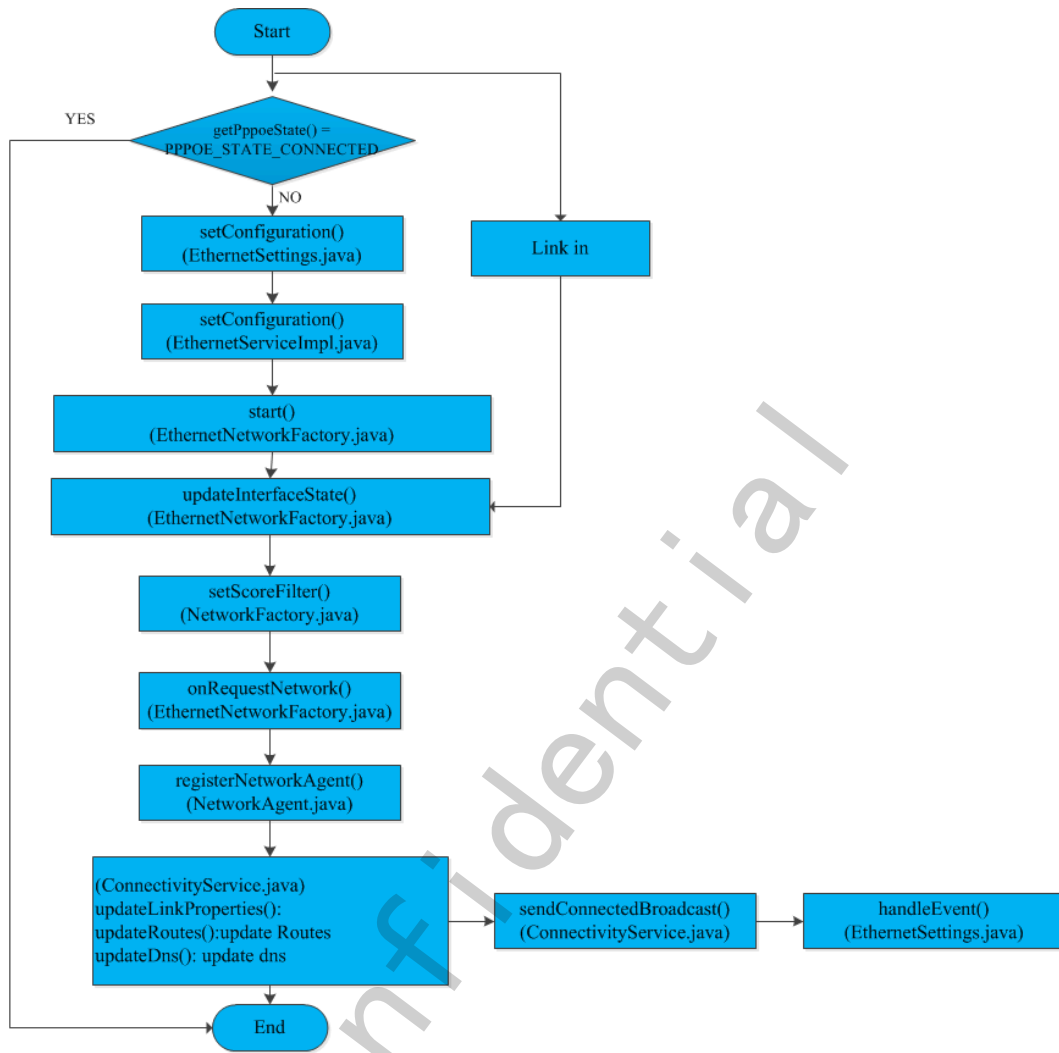 Start
YES
getPppoeState() =
PPPOE_STATE_CONNECTED
NO
setConfiguration()
(EthernetSettings.java)
Link in
setConfiguration()
(EthernetServiceImpl.java)
start()
(EthernetNetworkFactory.java)
updateInterfaceState()
(EthernetNetworkFactory.java)
setScoreFilter()
(NetworkFactory.java)
onRequestNetwork()
(EthernetNetworkFactory.java)
registerNetworkAgent()
(NetworkAgent.java)
(ConnectivityService.java)
updateLinkProperties():
updateRoutes():update Routes
updateDns(): update dns
sendConnectedBroadcast()
(ConnectivityService.java)
handleEvent()
(EthernetSettings.java)
End
nfidential